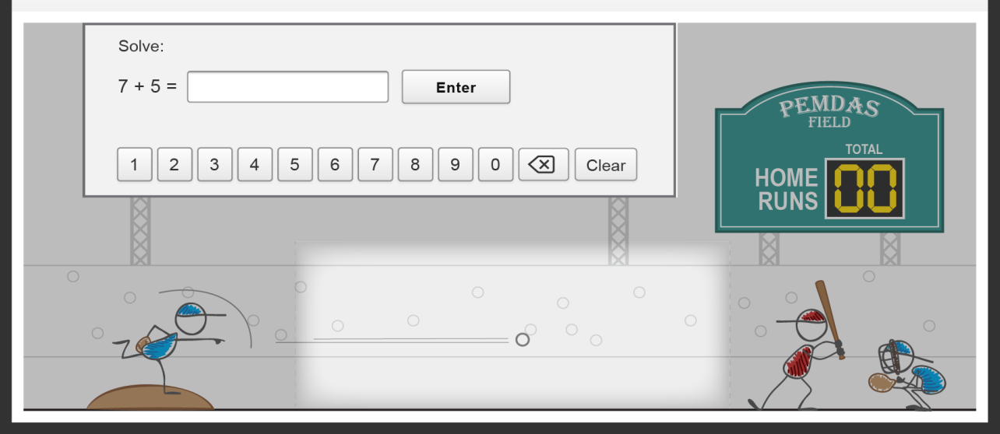 Solve:
7 + 5 =
Enter
1 2 3 4 5 6 7 8 9 0 Clear
PEMDAS
FIELD
TOTAL
HOME
RUNS
00